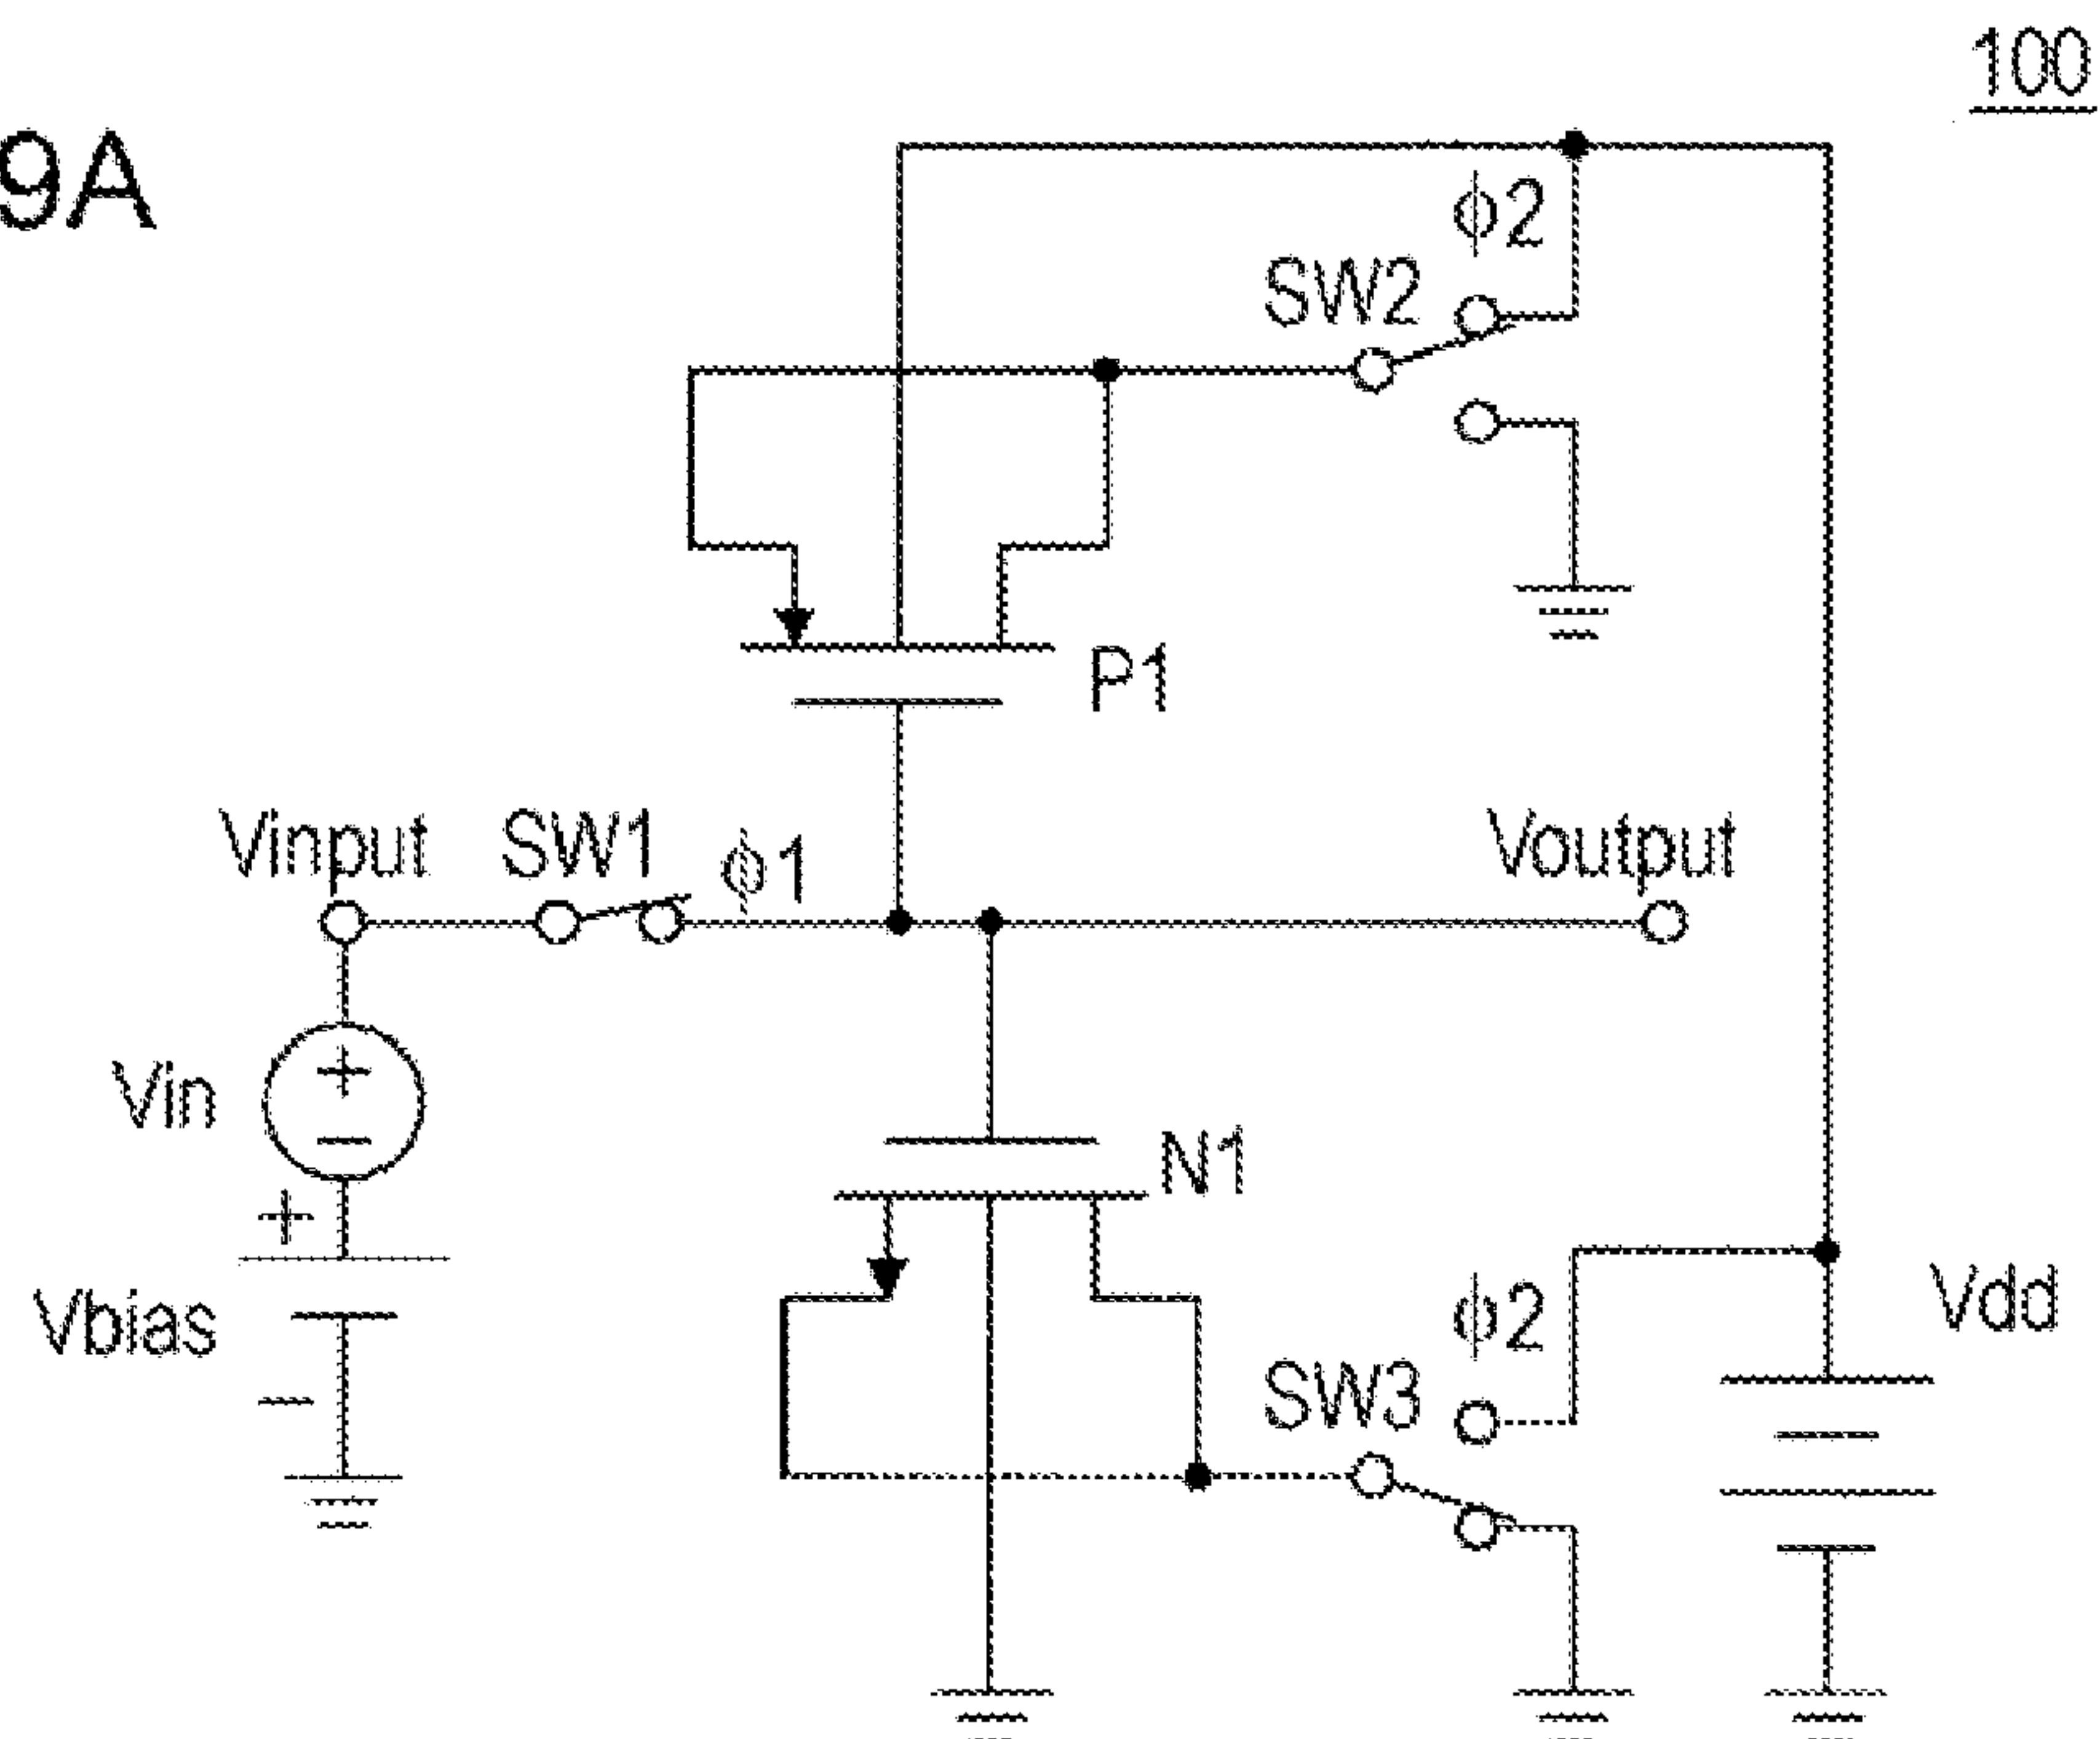 100
9A
ϕ2
SW2
P1
Vinput
SW1
ϕ1
Voutput
Vin
+
−
N1
+
Vbias
−
ϕ2
SW3
Vdd